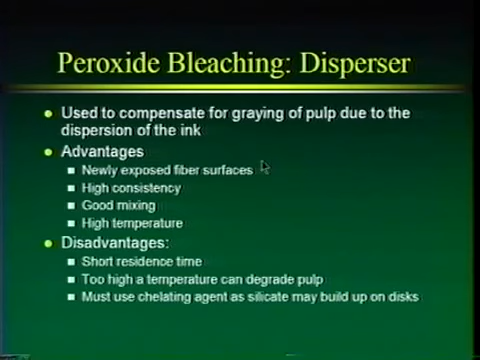 Peroxide Bleaching: Disperser
Used to compensate for graying of pulp due to the
dispersion of the ink
Advantages
Newly exposed fiber surfaces
High consistency
Good mixing
High temperature
Disadvantages:
Short residence time
Too high a temperature can degrade pulp
Must use chelating agent as silicate may build up on disks